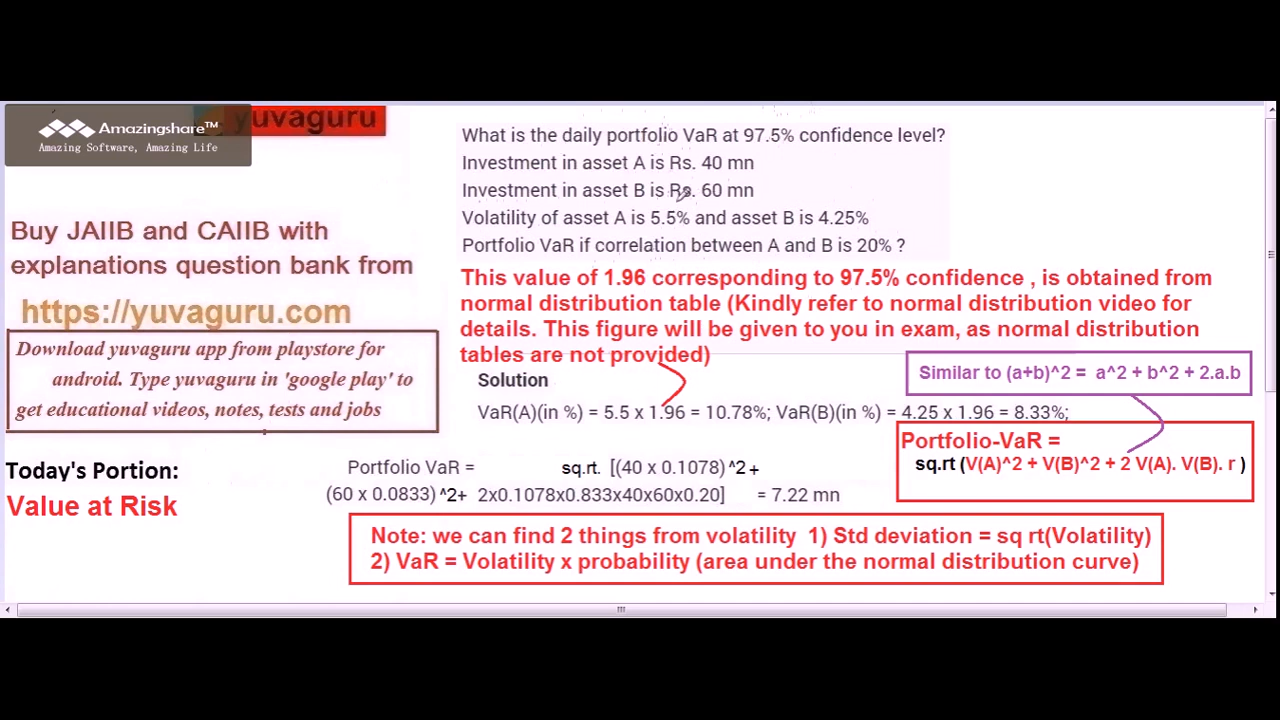 Amazingshare™
Amazing Software, Amazing Life
yuvaguru
Buy JAIIB and CAIIB with
explanations question bank from
https://yuvaguru.com
Download yuvaguru app from playstore for
android. Type yuvaguru in 'google play' to
get educational videos, notes, tests and jobs
Today's Portion:
Value at Risk
What is the daily portfolio VaR at 97.5% confidence level?
Investment in asset A is Rs. 40 mn
Investment in asset B is Rs. 60 mn
Volatility of asset A is 5.5% and asset B is 4.25%
Portfolio VaR if correlation between A and B is 20% ?
This value of 1.96 corresponding to 97.5% confidence , is obtained from
normal distribution table (Kindly refer to normal distribution video for
details. This figure will be given to you in exam, as normal distribution
tables are not provided)
Similar to (a+b)^2 = a^2 + b^2 + 2.a.b
Solution
VaR(A)(in %) = 5.5 x 1.96 = 10.78%; VaR(B)(in %) = 4.25 x 1.96 = 8.33%;
Portfolio-VaR =
sq.rt (V(A)^2 + V(B)^2 + 2 V(A). V(B). r )
Portfolio VaR = sq.rt. [(40 x 0.1078)^2 +
(60 x 0.0833)^2+ 2x0.1078x0.833x40x60x0.20] = 7.22 mn
Note: we can find 2 things from volatility 1) Std deviation = sq rt(Volatility)
2) VaR = Volatility x probability (area under the normal distribution curve)